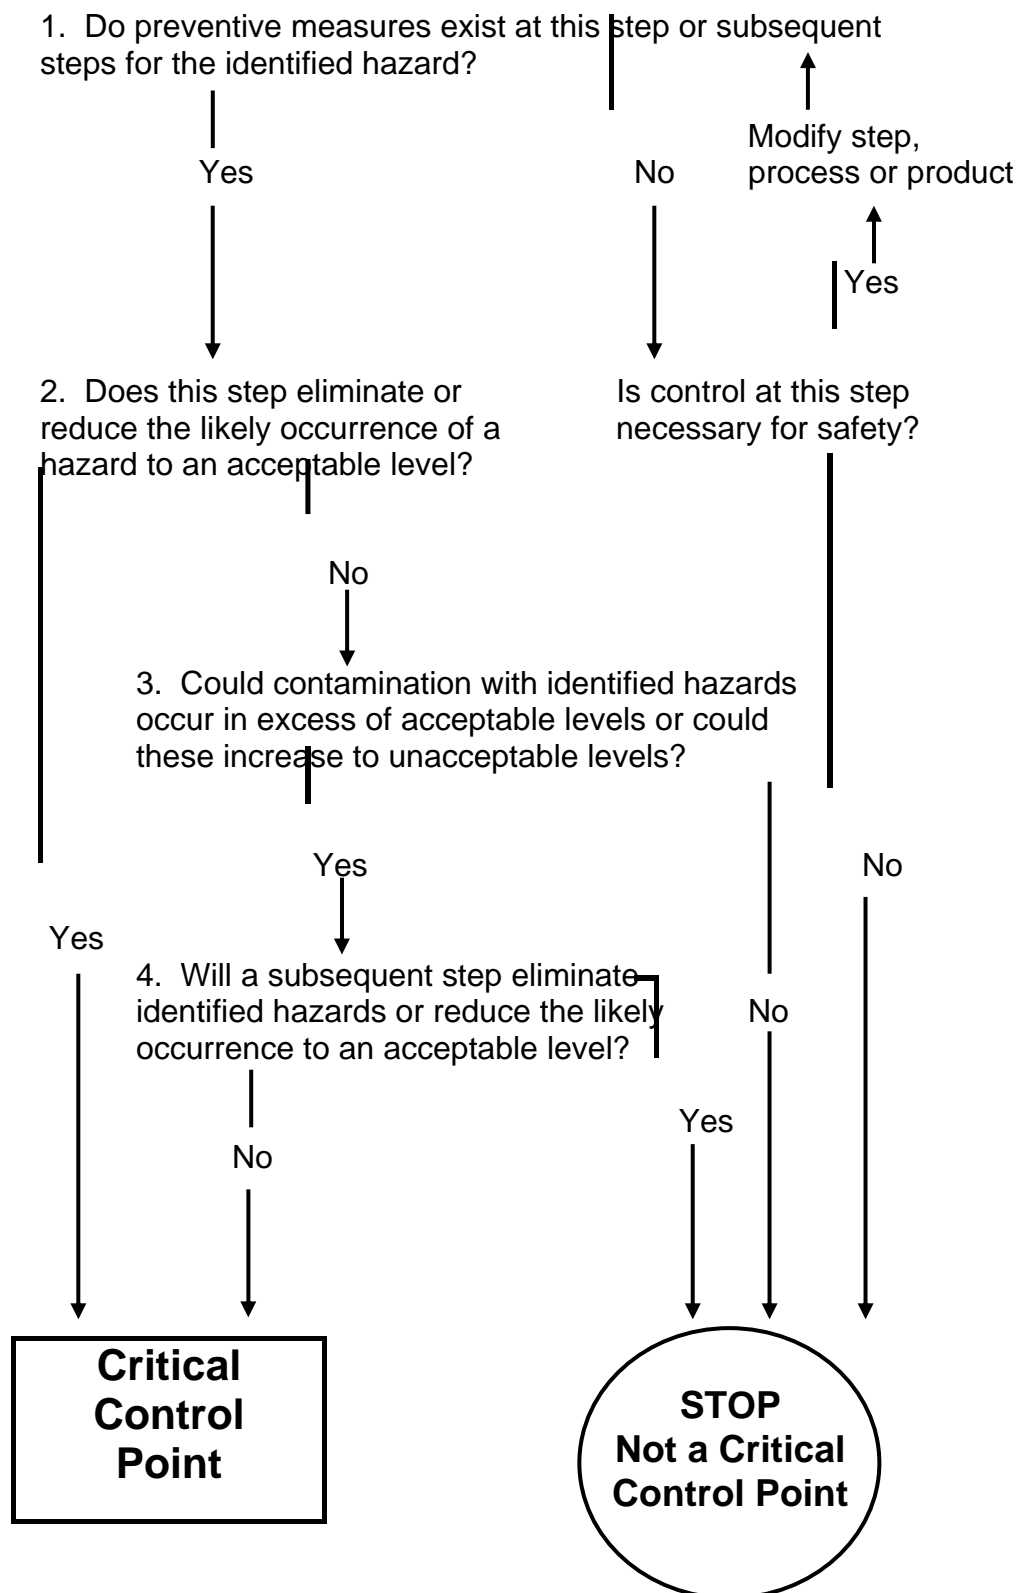 1. Do preventive measures exist at this step or subsequent
steps for the identified hazard?
Modify step,
process or product
Yes
No
Yes
2. Does this step eliminate or
reduce the likely occurrence of a
hazard to an acceptable level?
Is control at this step
necessary for safety?
No
3. Could contamination with identified hazards
occur in excess of acceptable levels or could
these increase to unacceptable levels?
Yes
No
Yes
4. Will a subsequent step eliminate
identified hazards or reduce the likely
occurrence to an acceptable level?
No
Yes
No
Critical
Control
Point
STOP
Not a Critical
Control Point